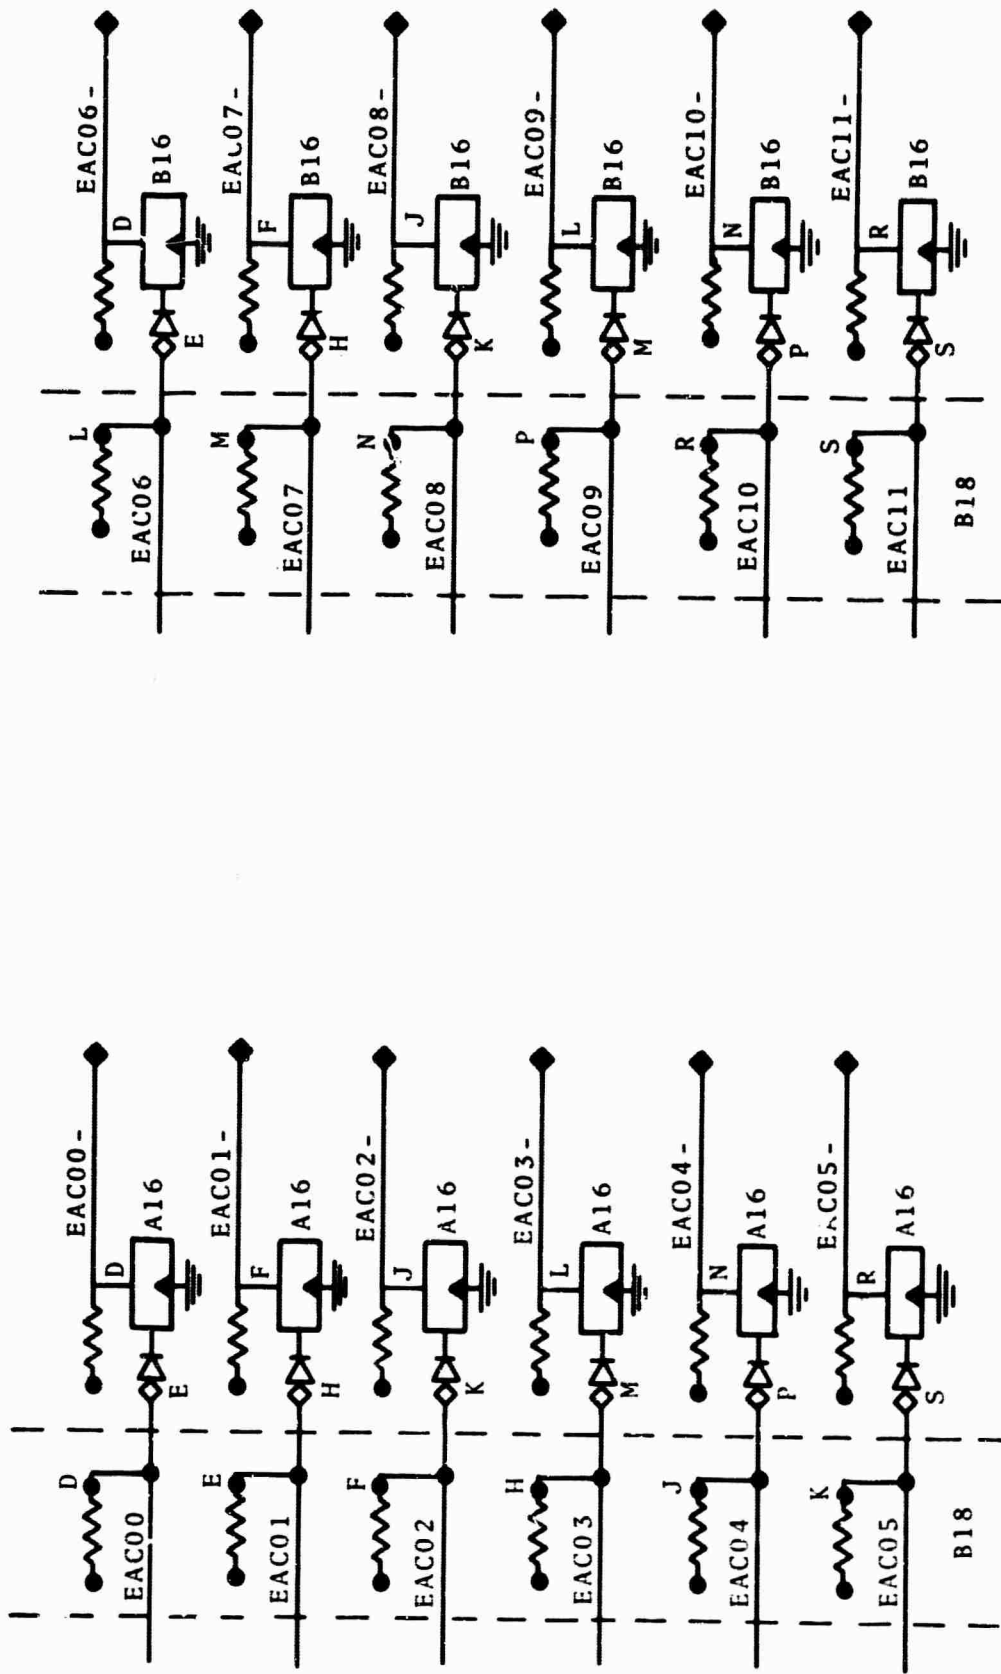 D EAC00-
D
EAC00 A16
E
E EAC01-
F
EAC01 A16
H
F EAC02-
J
EAC02 A16
K
H EAC03-
L
EAC03 A16
M
J EAC04-
N
EAC04 A16
P
K EAC05-
R
EAC05 A16
S
B18
L EAC06-
D
EAC06 B16
E
M EAC07-
F
EAC07 B16
H
N EAC08-
J
EAC08 B16
K
P EAC09-
L
EAC09 B16
M
R EAC10-
N
EAC10 B16
P
S EAC11-
R
EAC11 B16
S
B18